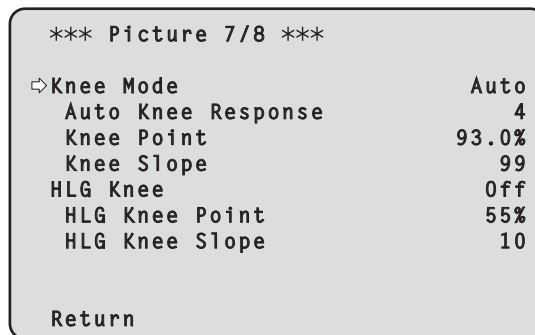 *** Picture 7/8 ***
⇨Knee Mode Auto
Auto Knee Response 4
Knee Point 93.0%
Knee Slope 99
HLG Knee Off
HLG Knee Point 55%
HLG Knee Slope 10
Return